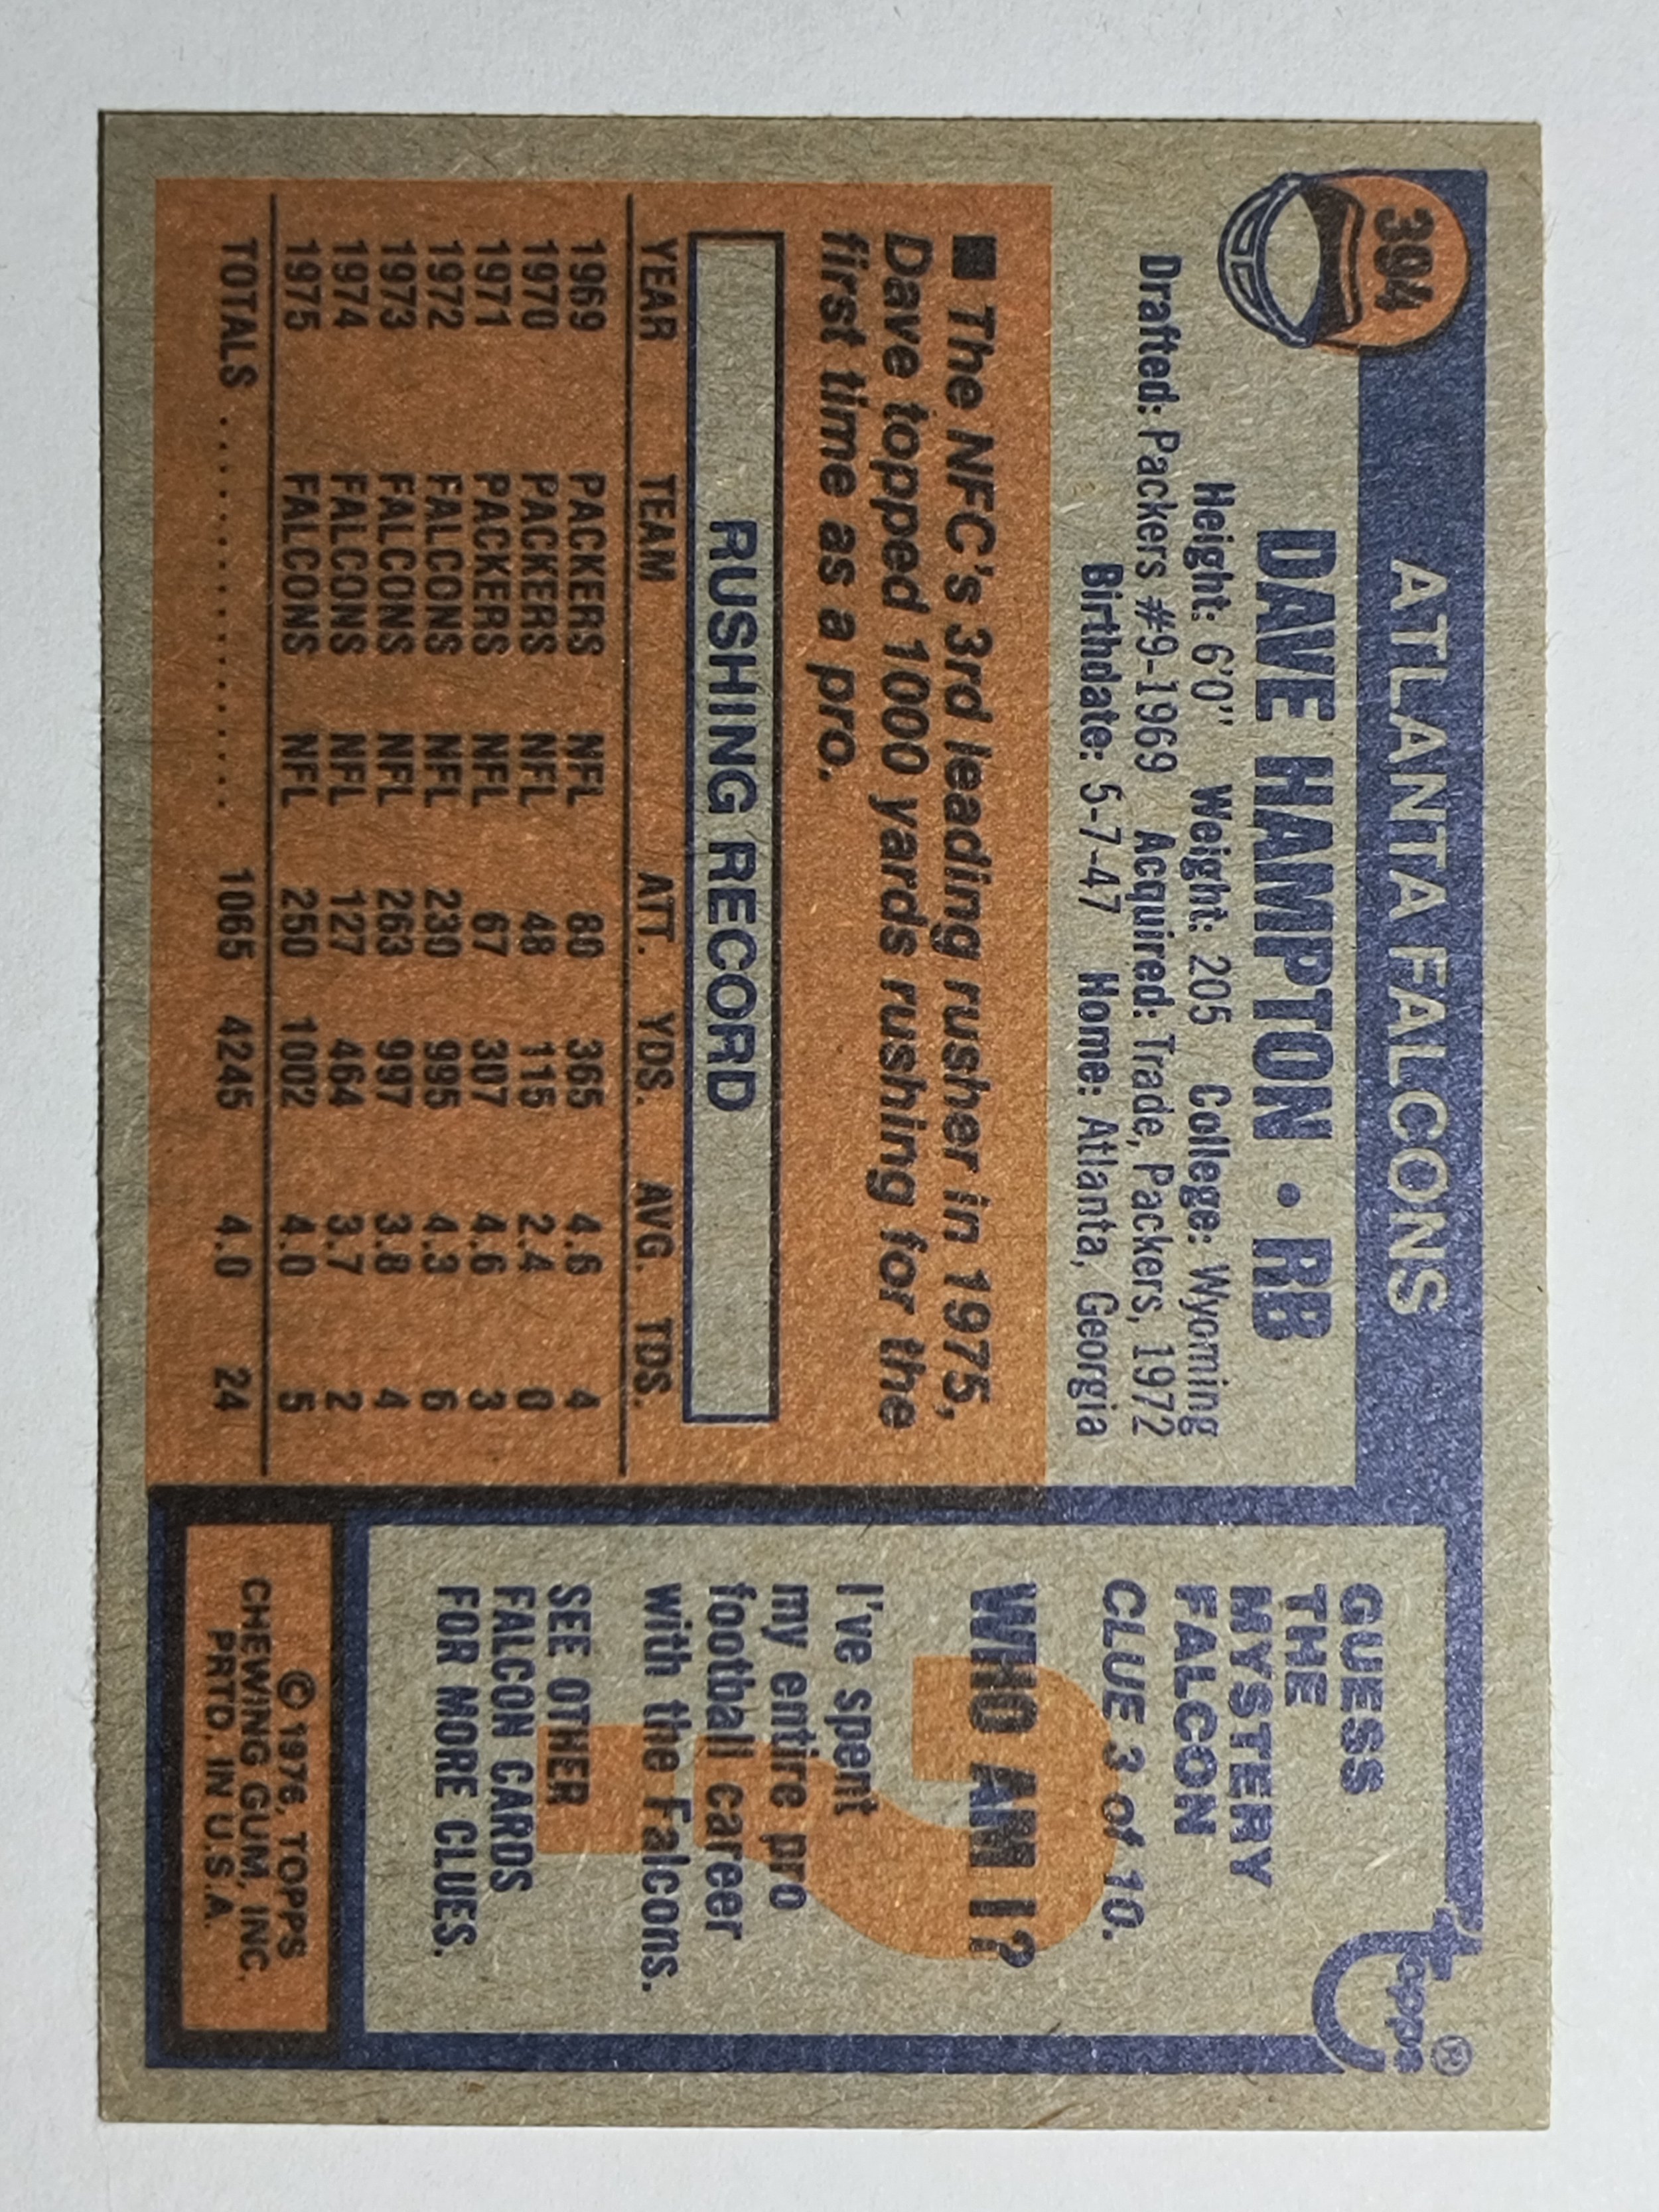 394
ATLANTA FALCONS
DAVE HAMPTON • RB
Height: 6'0" Weight: 205 College: Wyoming
Drafted: Packers #9-1969 Acquired: Trade, Packers, 1972
Birthdate: 5-7-47 Home: Atlanta, Georgia
■ The NFC's 3rd leading rusher in 1975,
Dave topped 1000 yards rushing for the
first time as a pro.
RUSHING RECORD
YEAR TEAM ATT. YDS. AVG. TDS.
1969 PACKERS NFL 80 365 4.6 4
1970 PACKERS NFL 48 115 2.4 0
1971 PACKERS NFL 67 307 4.6 3
1972 FALCONS NFL 230 995 4.3 6
1973 FALCONS NFL 263 997 3.8 4
1974 FALCONS NFL 127 464 3.7 2
1975 FALCONS NFL 250 1002 4.0 5
TOTALS .................. 1065 4245 4.0 24
topps®
GUESS
THE
MYSTERY
FALCON
CLUE 3 of 10.
?
WHO AM I?
I've spent
my entire pro
football career
with the Falcons.
SEE OTHER
FALCON CARDS
FOR MORE CLUES.
© 1976, TOPPS
CHEWING GUM, INC.
PRTD. IN U.S.A.